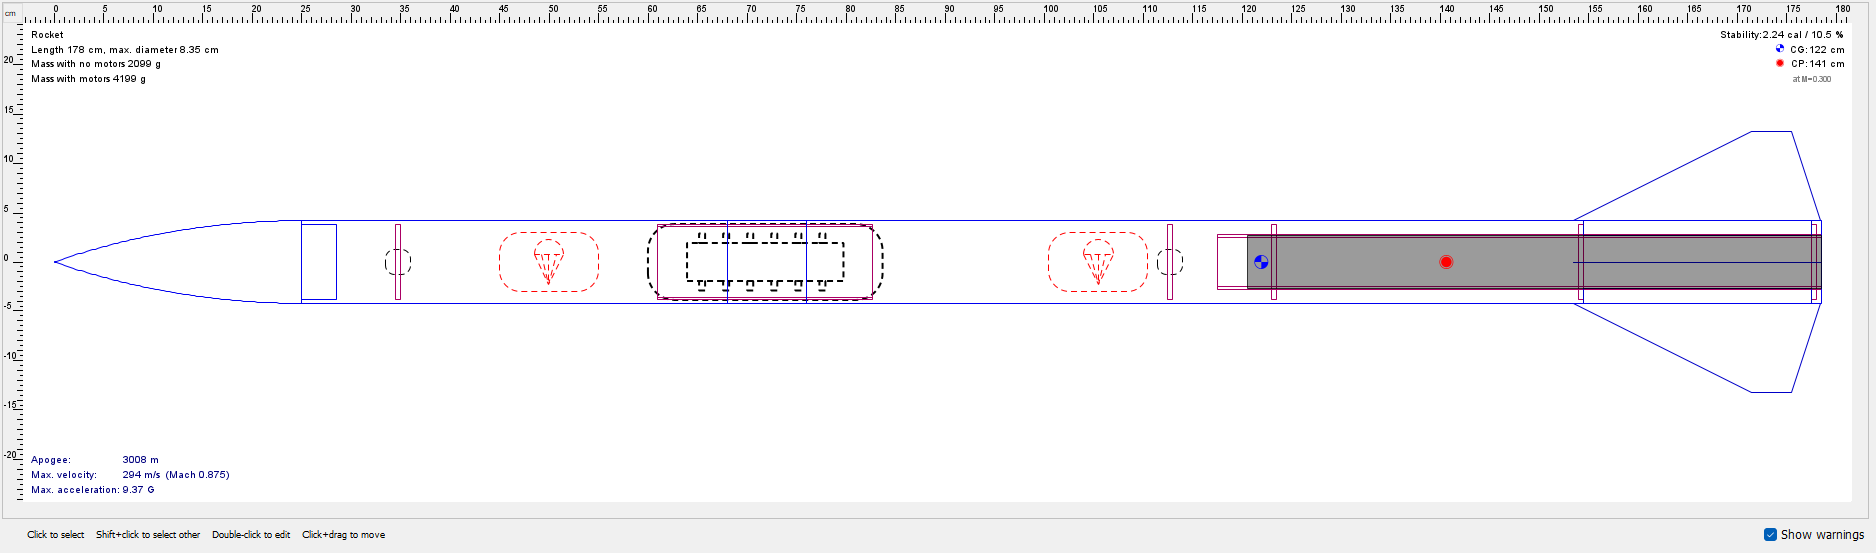 cm
0 5 10 15 20 25 30 35 40 45 50 55 60 65 70 75 80 85 90 95 100 105 110 115 120 125 130 135 140 145 150 155 160 165 170 175 180
20
15
10
5
0
-5
-10
-15
-20
Rocket
Length 178 cm, max. diameter 8.35 cm
Mass with no motors 2099 g
Mass with motors 4199 g
Stability:2.24 cal / 10.5 %
CG:122 cm
CP:141 cm
at M=0.300
Apogee: 3008 m
Max. velocity: 294 m/s (Mach 0.875)
Max. acceleration: 9.37 G
Click to select Shift+click to select other Double-click to edit Click+drag to move
Show warnings